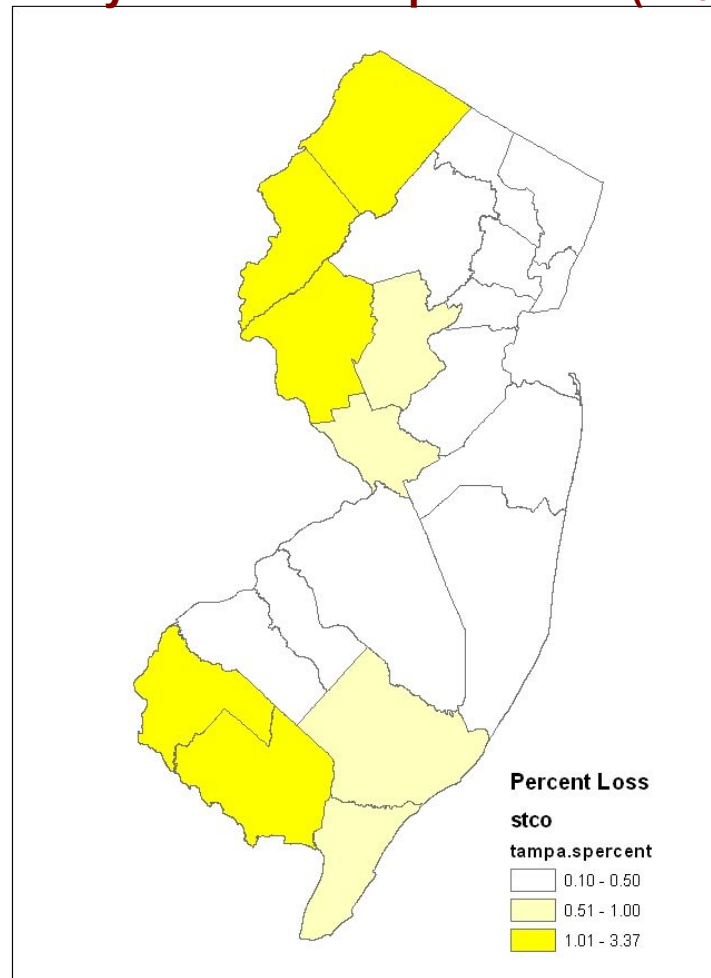 Percent Loss
stco
tampa.spercent
0.10 - 0.50
0.51 - 1.00
1.01 - 3.37